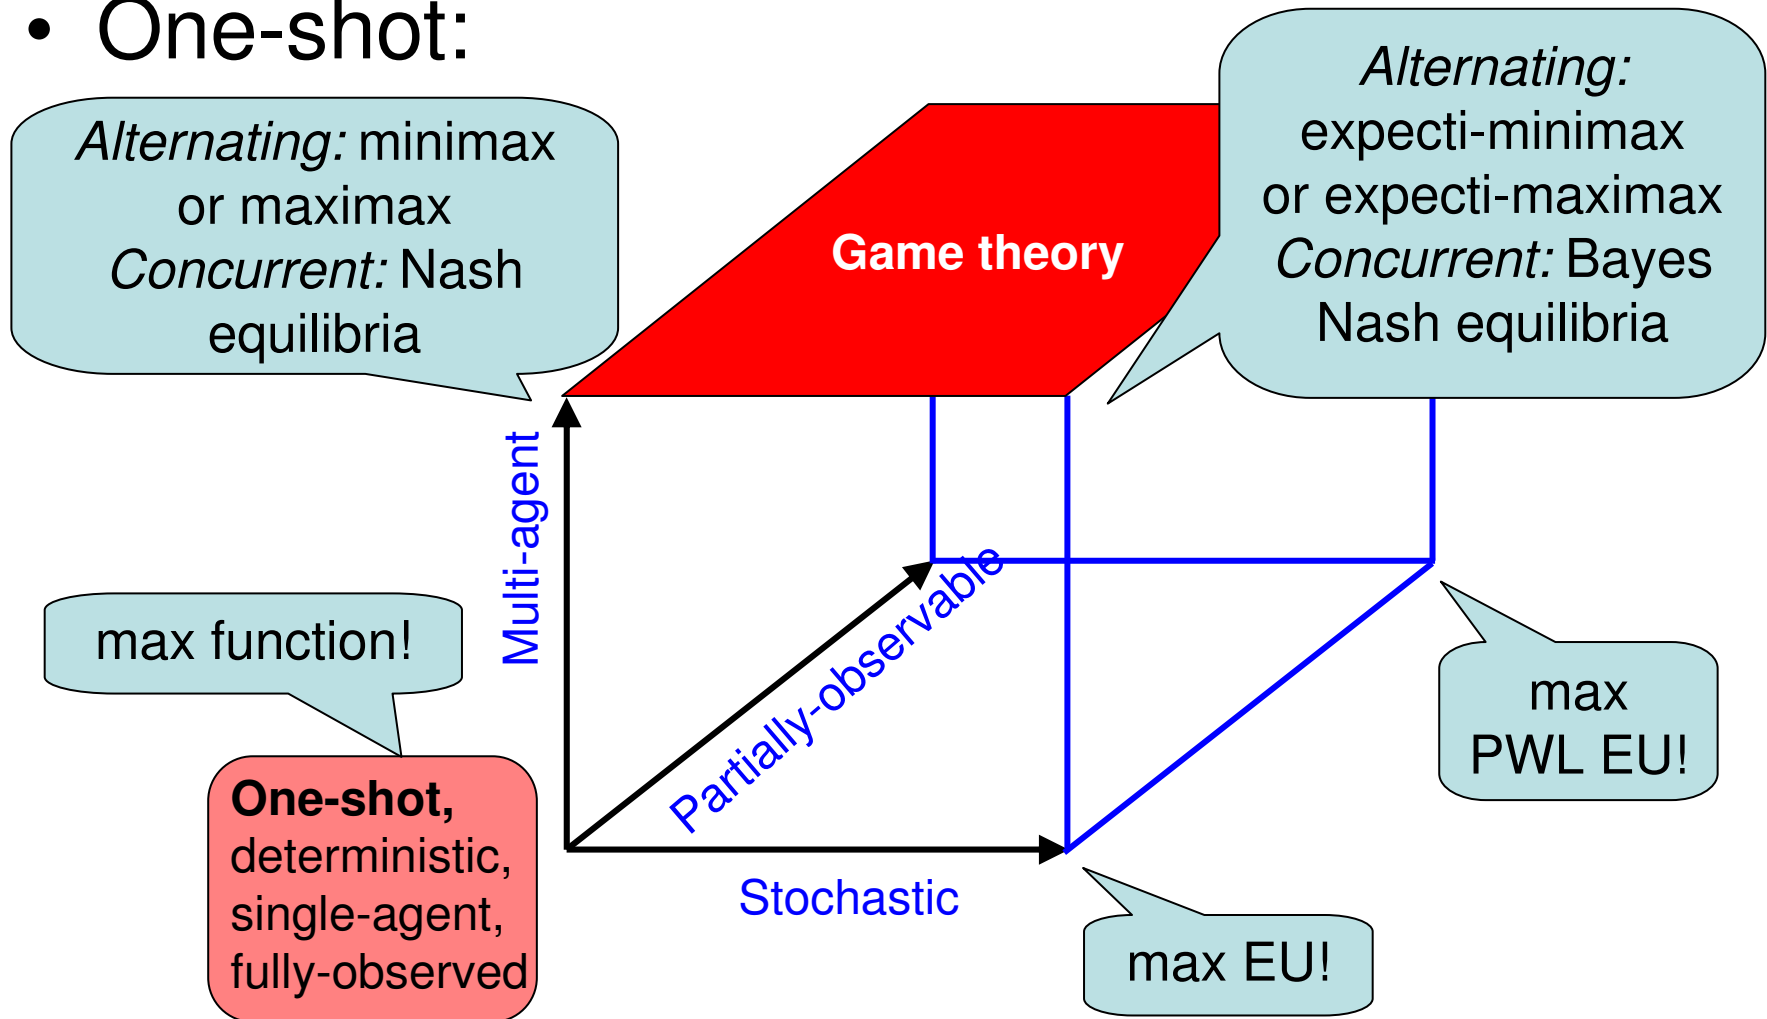 • One-shot:
Alternating: minimax
or maximax
Concurrent: Nash
equilibria
Alternating:
expecti-minimax
or expecti-maximax
Concurrent: Bayes
Nash equilibria
Game theory
Multi-agent
Partially-observable
max function!
max
PWL EU!
One-shot,
deterministic,
single-agent,
fully-observed
Stochastic
max EU!